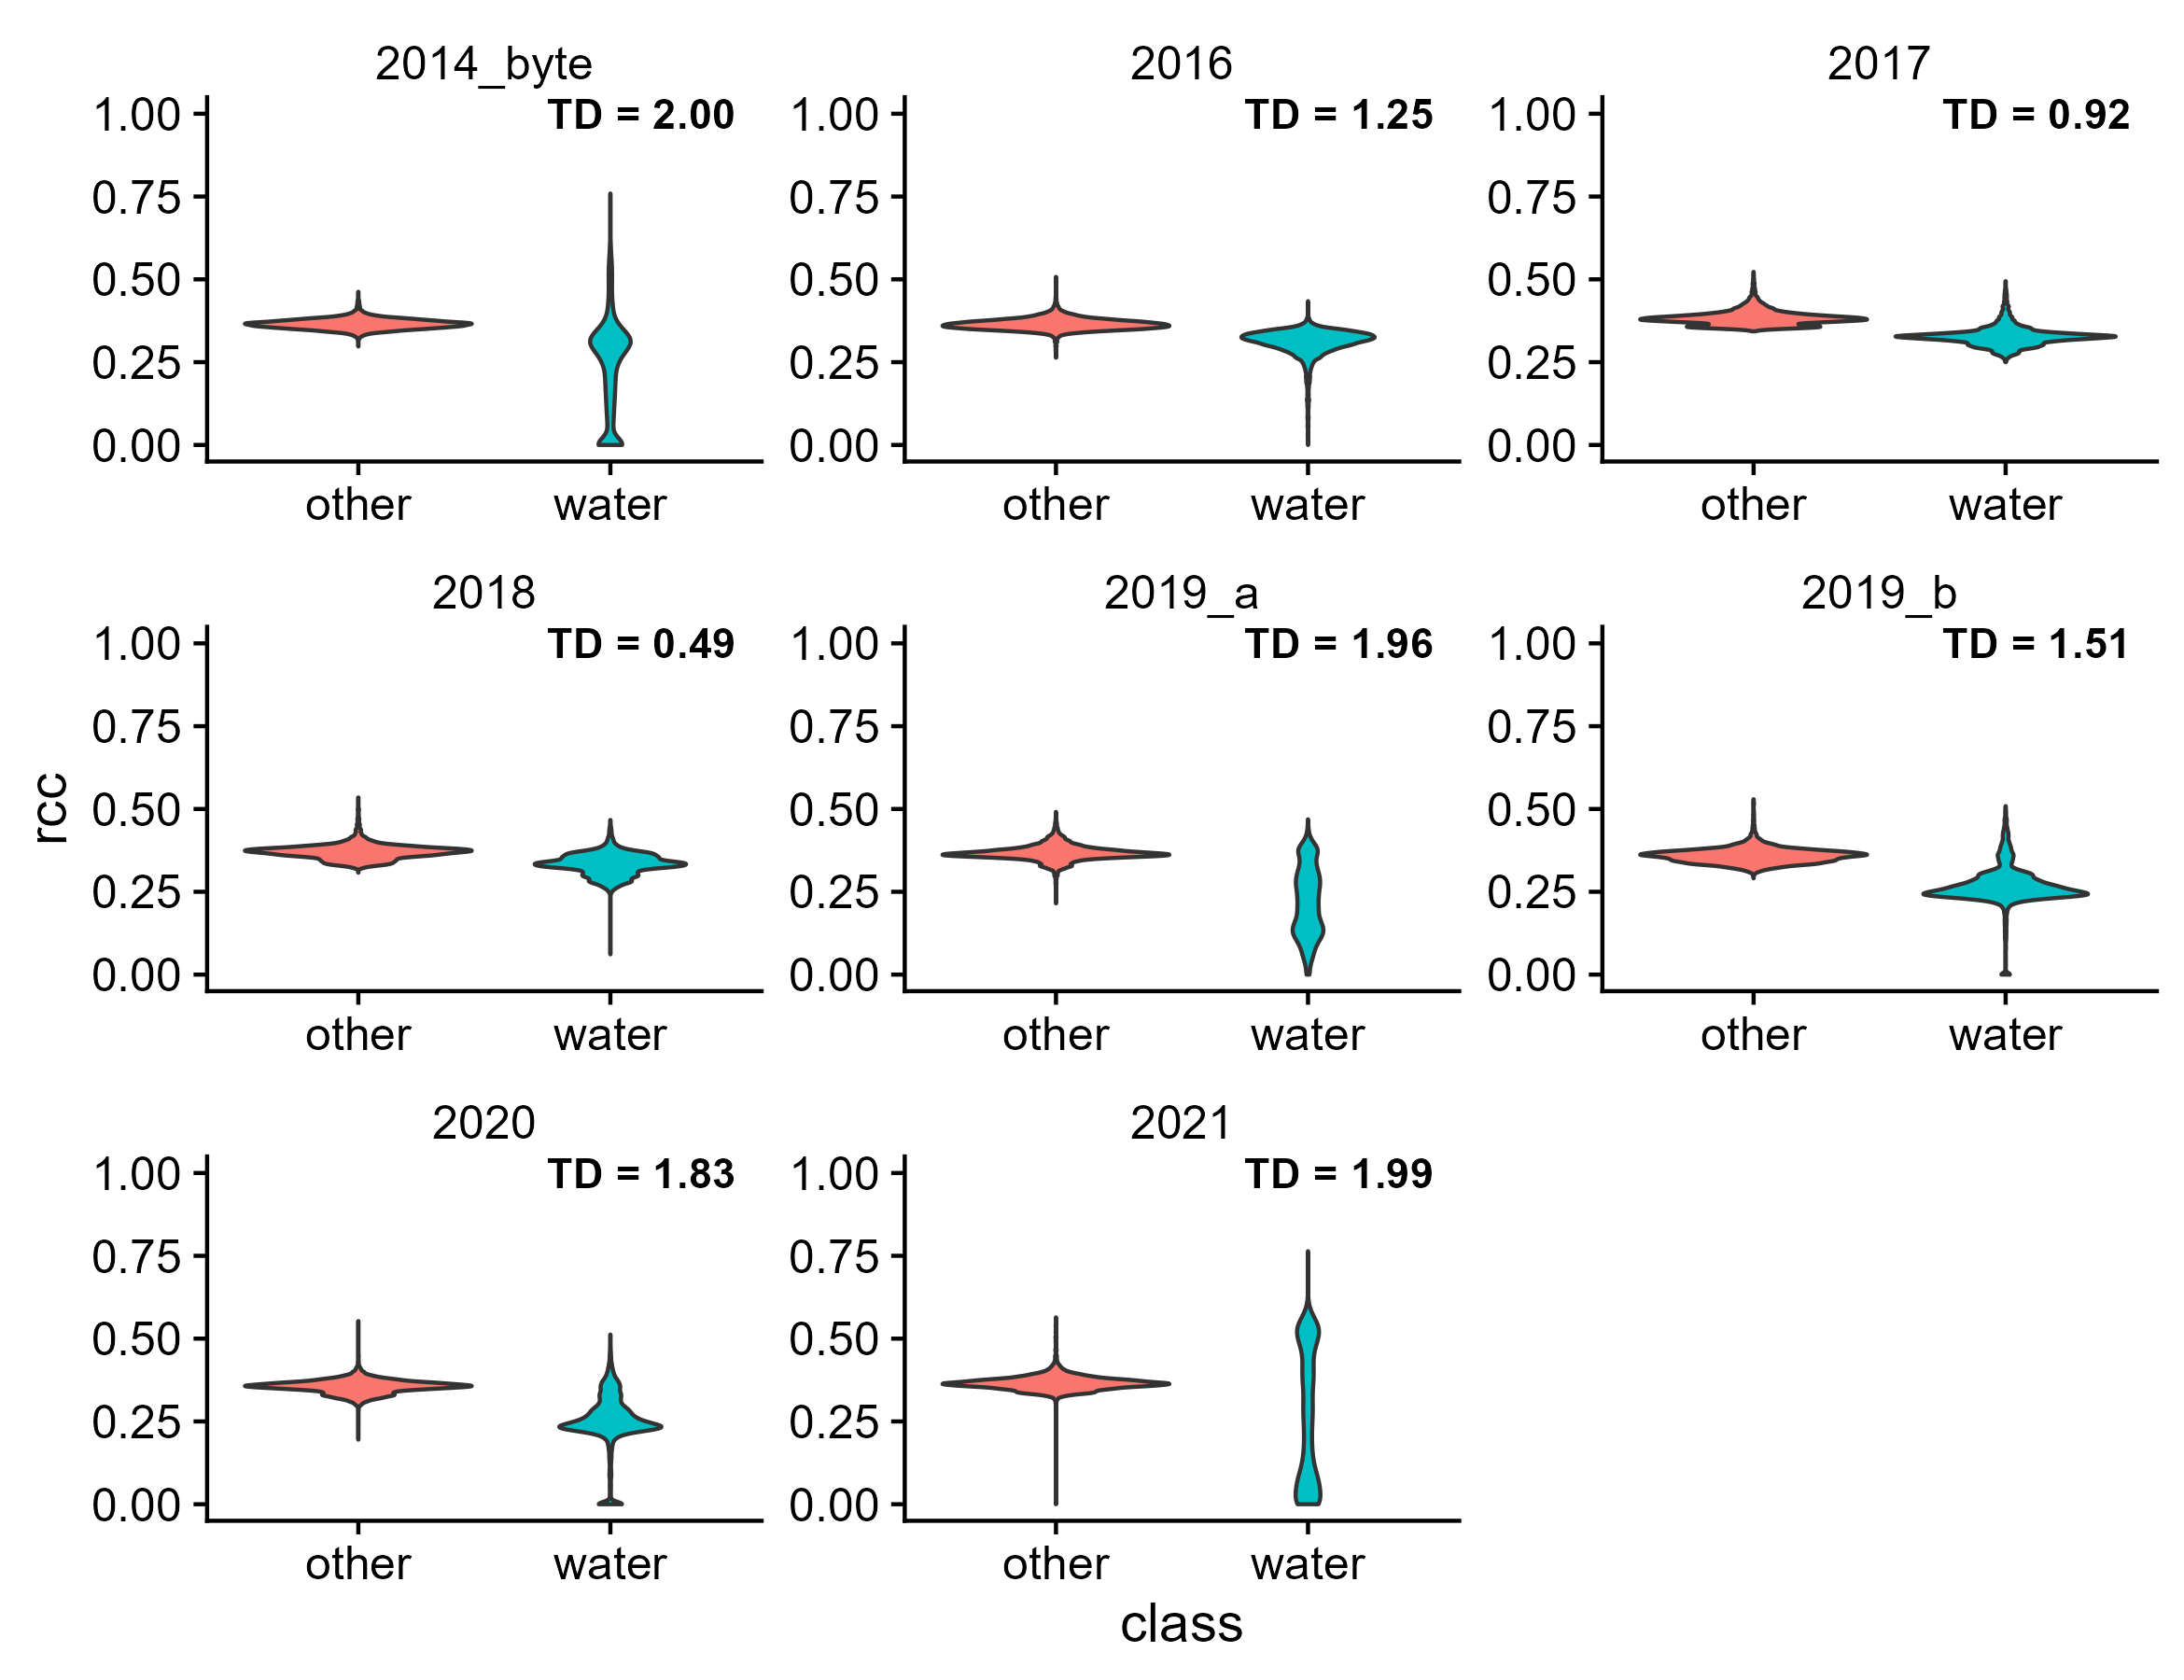 2014_byte
TD = 2.00
1.00
0.75
0.50
0.25
0.00
other water
2016
TD = 1.25
1.00
0.75
0.50
0.25
0.00
other water
2017
TD = 0.92
1.00
0.75
0.50
0.25
0.00
other water
rcc
2018
TD = 0.49
1.00
0.75
0.50
0.25
0.00
other water
2019_a
TD = 1.96
1.00
0.75
0.50
0.25
0.00
other water
2019_b
TD = 1.51
1.00
0.75
0.50
0.25
0.00
other water
2020
TD = 1.83
1.00
0.75
0.50
0.25
0.00
other water
2021
TD = 1.99
1.00
0.75
0.50
0.25
0.00
other water
class